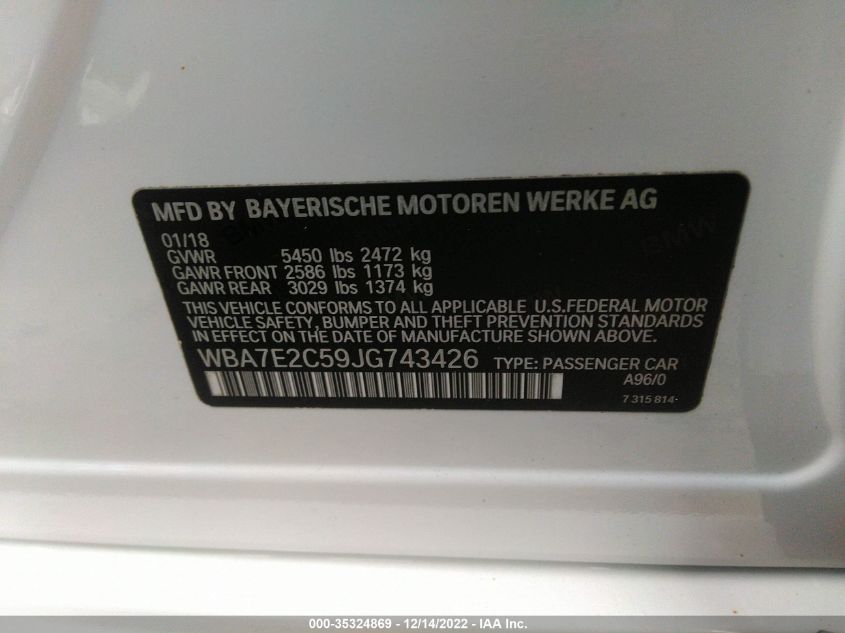 MFD BY BAYERISCHE MOTOREN WERKE AG
01/18
GVWR 5450 lbs 2472 kg
GAWR FRONT 2586 lbs 1173 kg
GAWR REAR 3029 lbs 1374 kg
THIS VEHICLE CONFORMS TO ALL APPLICABLE U.S.FEDERAL MOTOR
VEHICLE SAFETY, BUMPER AND THEFT PREVENTION STANDARDS
IN EFFECT ON THE DATE OF MANUFACTURE SHOWN ABOVE.
WBA7E2C59JG743426 TYPE: PASSENGER CAR
A96/0
7 315 814
BMW
000-35324869 - 12/14/2022 - IAA Inc.